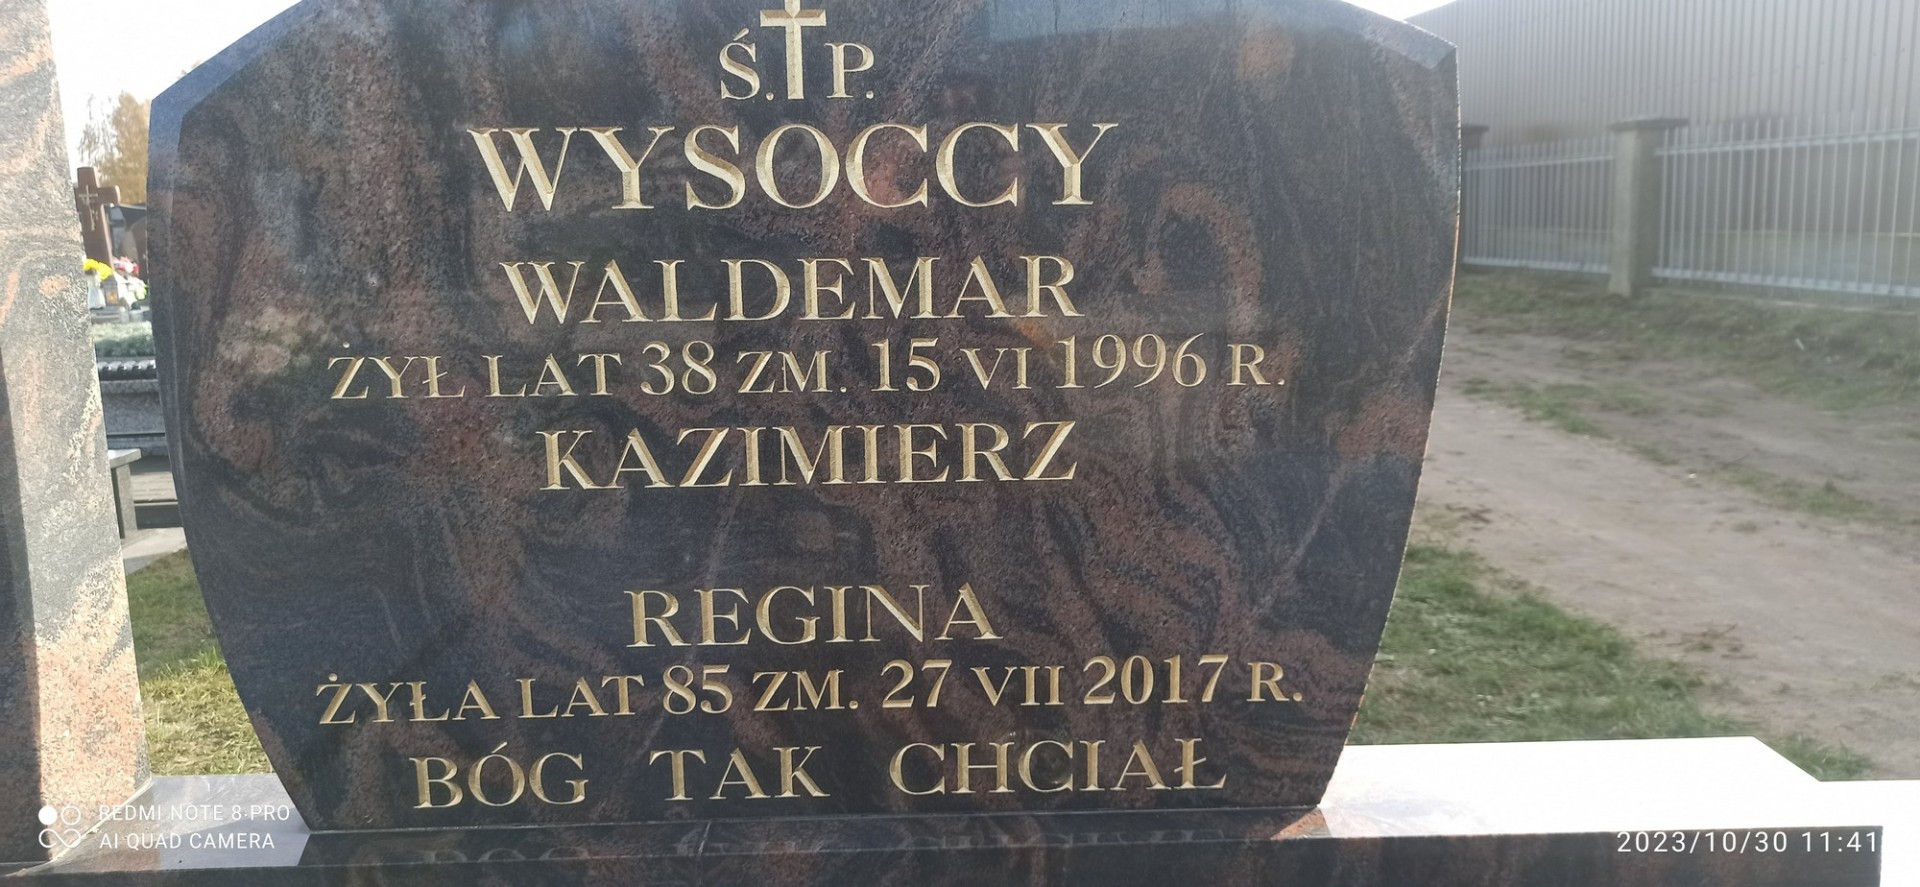 Ś. P.
WYSOCCY
WALDEMAR
ŻYŁ LAT 38 ZM. 15 VI 1996 R.
KAZIMIERZ
REGINA
ŻYŁA LAT 85 ZM. 27 VII 2017 R.
BÓG TAK CHCIAŁ
REDMI NOTE 8 PRO
AI QUAD CAMERA
2023/10/30 11:41